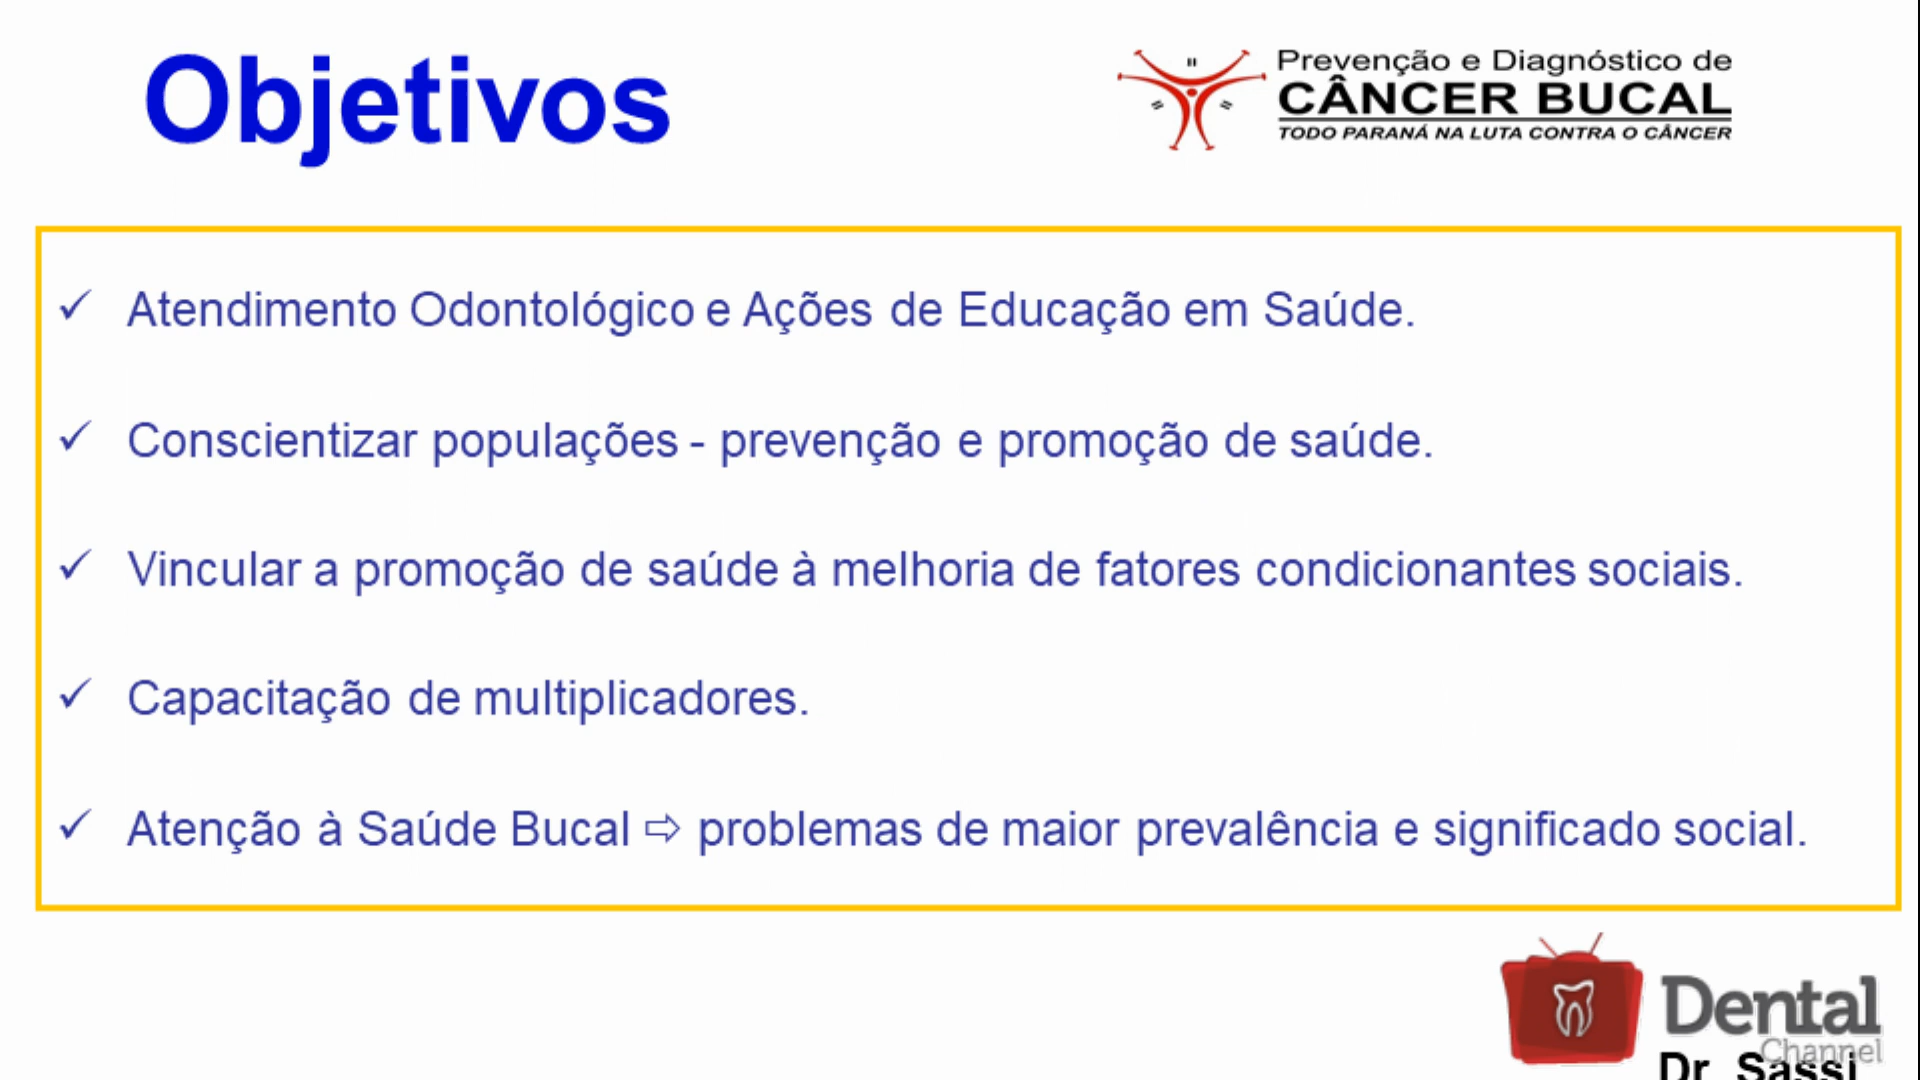 Objetivos
Prevenção e Diagnóstico de
CÂNCER BUCAL
TODO PARANÁ NA LUTA CONTRA O CÂNCER
✓ Atendimento Odontológico e Ações de Educação em Saúde.
✓ Conscientizar populações - prevenção e promoção de saúde.
✓ Vincular a promoção de saúde à melhoria de fatores condicionantes sociais.
✓ Capacitação de multiplicadores.
✓ Atenção à Saúde Bucal ⇨ problemas de maior prevalência e significado social.
Dental
Channel
Dr. Sassi